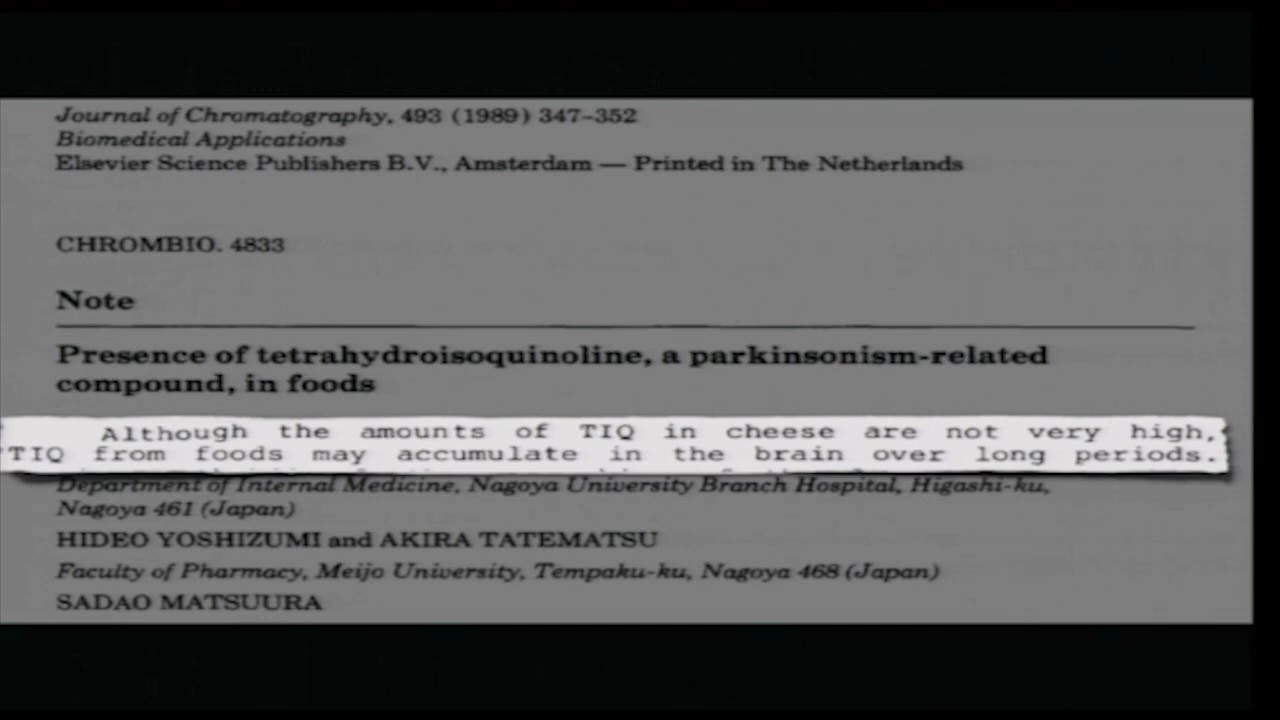 Journal of Chromatography, 493 (1989) 347–352
Biomedical Applications
Elsevier Science Publishers B.V., Amsterdam — Printed in The Netherlands
CHROMBIO. 4833
Note
Presence of tetrahydroisoquinoline, a parkinsonism-related
compound, in foods
Although the amounts of TIQ in cheese are not very high,
TIQ from foods may accumulate in the brain over long periods.
Department of Internal Medicine, Nagoya University Branch Hospital, Higashi-ku,
Nagoya 461 (Japan)
HIDEO YOSHIZUMI and AKIRA TATEMATSU
Faculty of Pharmacy, Meijo University, Tempaku-ku, Nagoya 468 (Japan)
SADAO MATSUURA